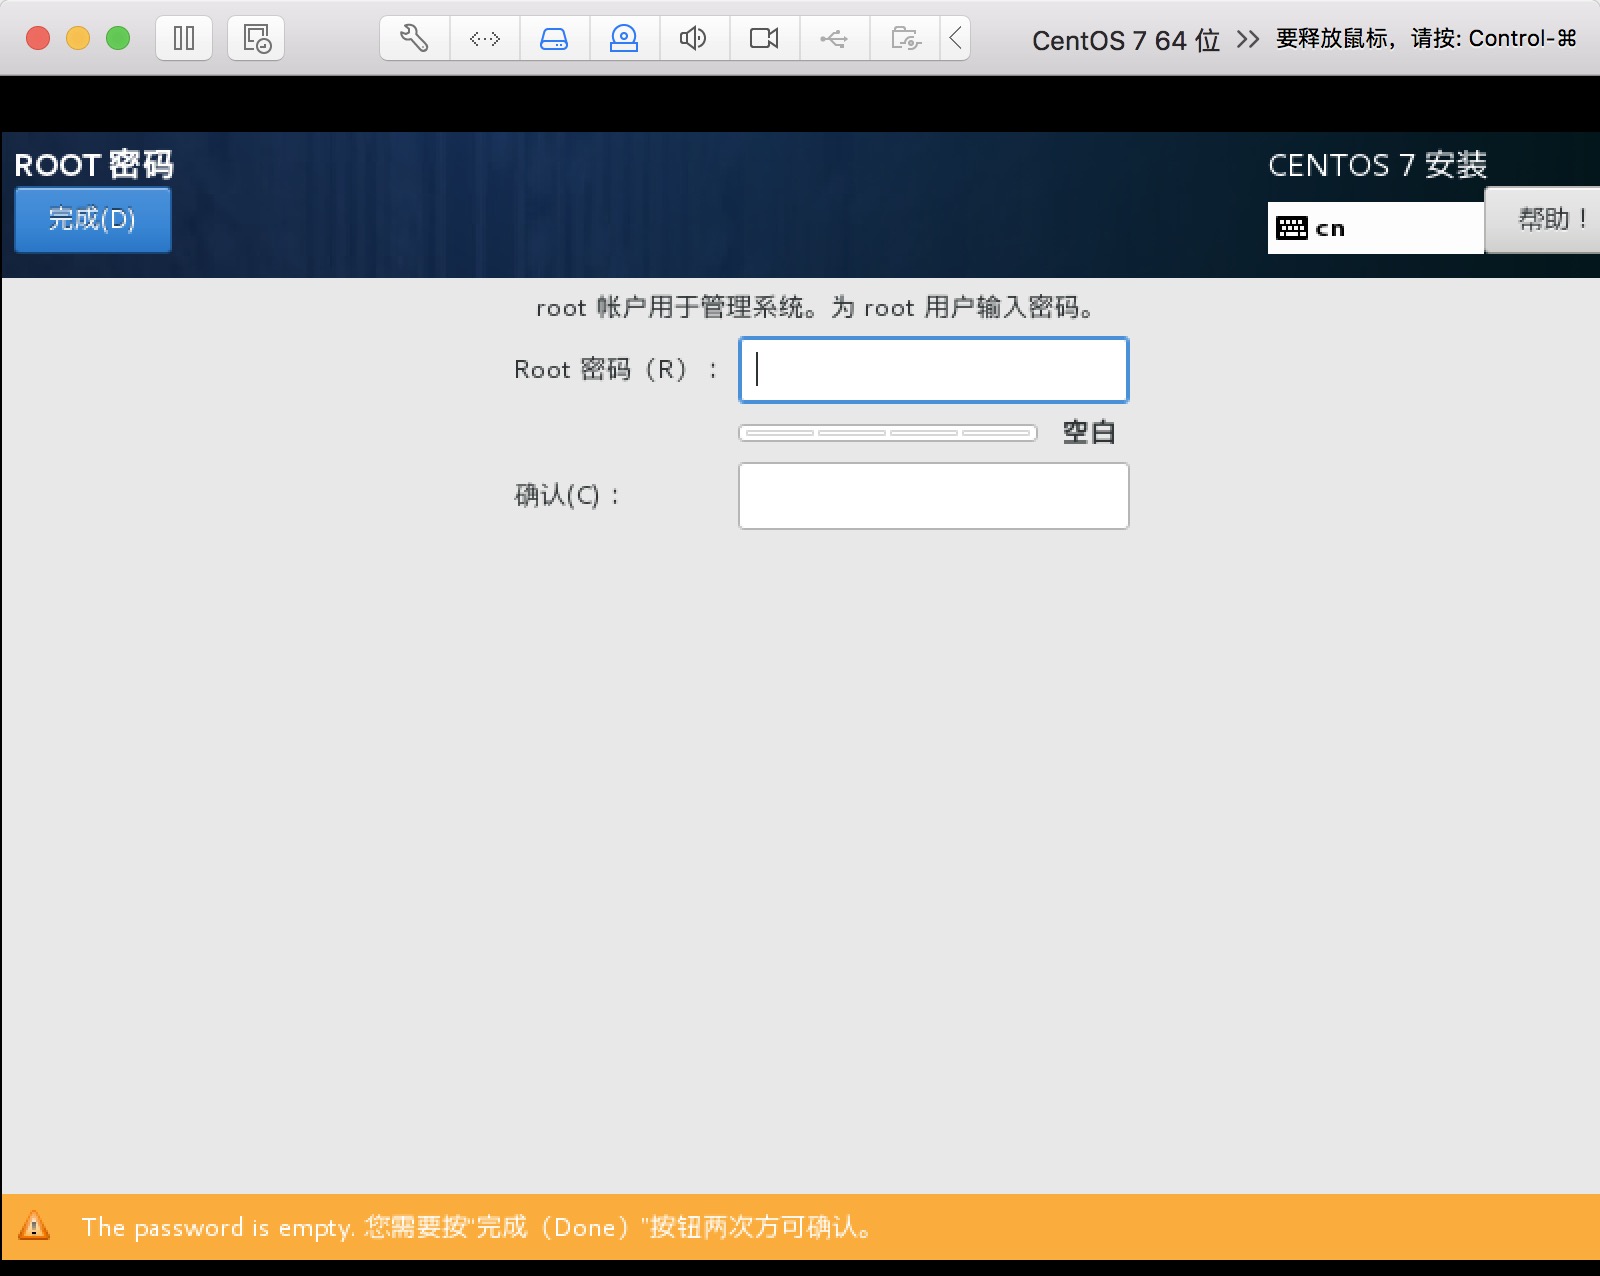 CentOS 7 64 位
要释放鼠标，请按: Control-⌘
ROOT 密码
CENTOS 7 安装
完成(D)
cn
帮助！
root 帐户用于管理系统。为 root 用户输入密码。
Root 密码（R）：
空白
确认(C)：
The password is empty. 您需要按“完成（Done）”按钮两次方可确认。